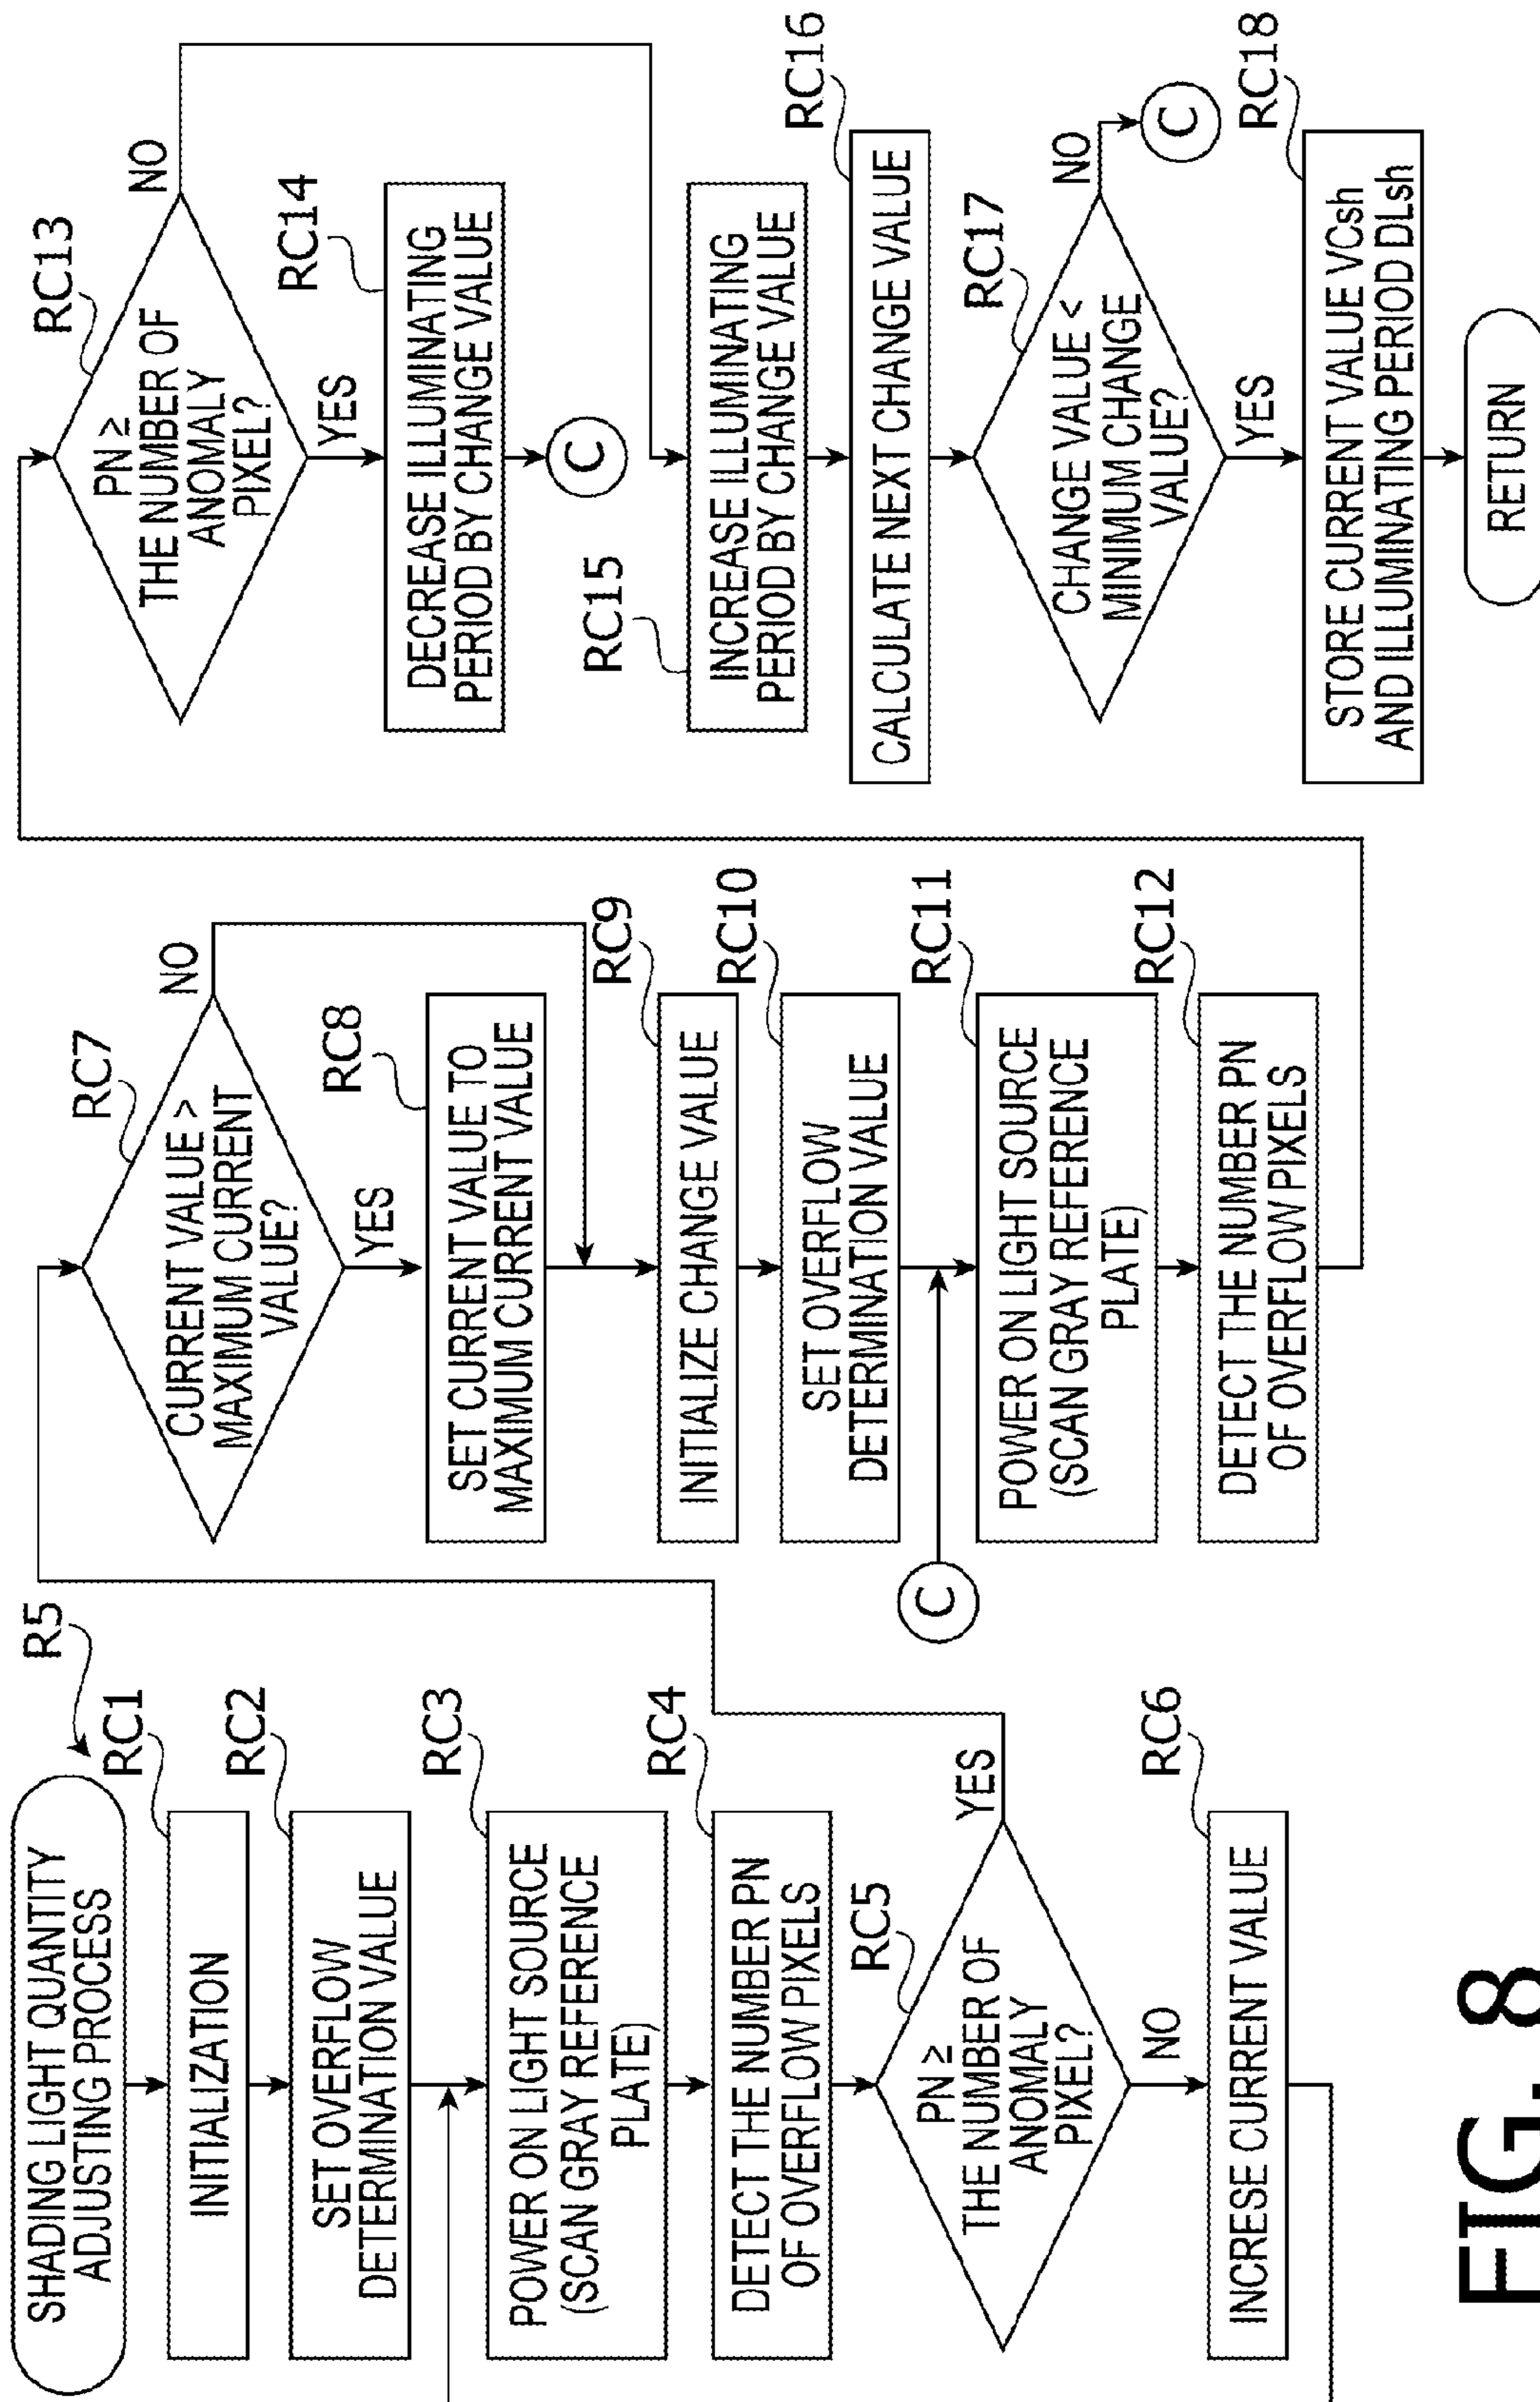 SHADING LIGHT QUANTITY
ADJUSTING PROCESS
R5
RC1
INITIALIZATION
RC2
SET OVERFLOW
DETERMINATION VALUE
RC3
POWER ON LIGHT SOURCE
(SCAN GRAY REFERENCE
PLATE)
RC4
DETECT THE NUMBER PN
OF OVERFLOW PIXELS
RC5
PN ≥
THE NUMBER OF
ANOMALY
PIXEL?
YES
NO
RC6
INCRESE CURRENT VALUE
RC7
CURRENT VALUE >
MAXIMUM CURRENT
VALUE?
NO
YES
RC8
SET CURRENT VALUE TO
MAXIMUM CURRENT VALUE
RC9
INITIALIZE CHANGE VALUE
RC10
SET OVERFLOW
DETERMINATION VALUE
C
RC11
POWER ON LIGHT SOURCE
(SCAN GRAY REFERENCE
PLATE)
RC12
DETECT THE NUMBER PN
OF OVERFLOW PIXELS
RC13
PN ≥
THE NUMBER OF
ANOMALY
PIXEL?
NO
YES
RC14
DECREASE ILLUMINATING
PERIOD BY CHANGE VALUE
C
RC15
INCREASE ILLUMINATING
PERIOD BY CHANGE VALUE
RC16
CALCULATE NEXT CHANGE VALUE
RC17
CHANGE VALUE <
MINIMUM CHANGE
VALUE?
NO
C
YES
RC18
STORE CURRENT VALUE VCsh
AND ILLUMINATING PERIOD DLsh
RETURN
FIG. 8